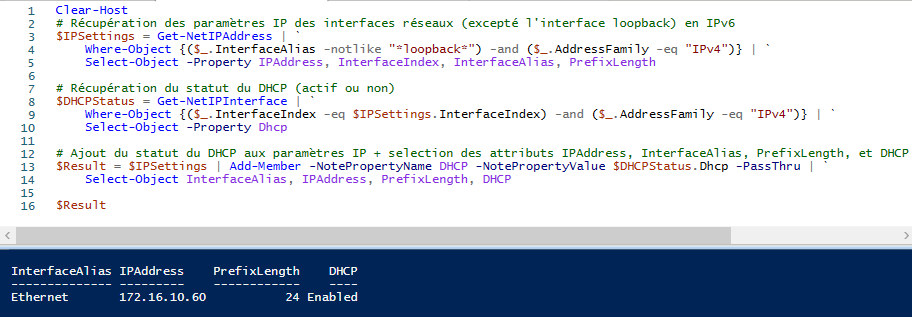 1 Clear-Host
2 # Récupération des paramètres IP des interfaces réseaux (excepté l'interface loopback) en IPv6
3 $IPSettings = Get-NetIPAddress | `
4 Where-Object {($_.InterfaceAlias -notlike "*loopback*") -and ($_.AddressFamily -eq "IPv4")} | `
5 Select-Object -Property IPAddress, InterfaceIndex, InterfaceAlias, PrefixLength
6
7 # Récupération du statut du DHCP (actif ou non)
8 $DHCPStatus = Get-NetIPInterface | `
9 Where-Object {($_.InterfaceIndex -eq $IPSettings.InterfaceIndex) -and ($_.AddressFamily -eq "IPv4")} | `
10 Select-Object -Property Dhcp
11
12 # Ajout du statut du DHCP aux paramètres IP + selection des attributs IPAddress, InterfaceAlias, PrefixLength, et DHCP
13 $Result = $IPSettings | Add-Member -NotePropertyName DHCP -NotePropertyValue $DHCPStatus.Dhcp -PassThru | `
14 Select-Object InterfaceAlias, IPAddress, PrefixLength, DHCP
15
16 $Result
InterfaceAlias IPAddress PrefixLength DHCP
-------------- --------- ------------ ----
Ethernet 172.16.10.60 24 Enabled